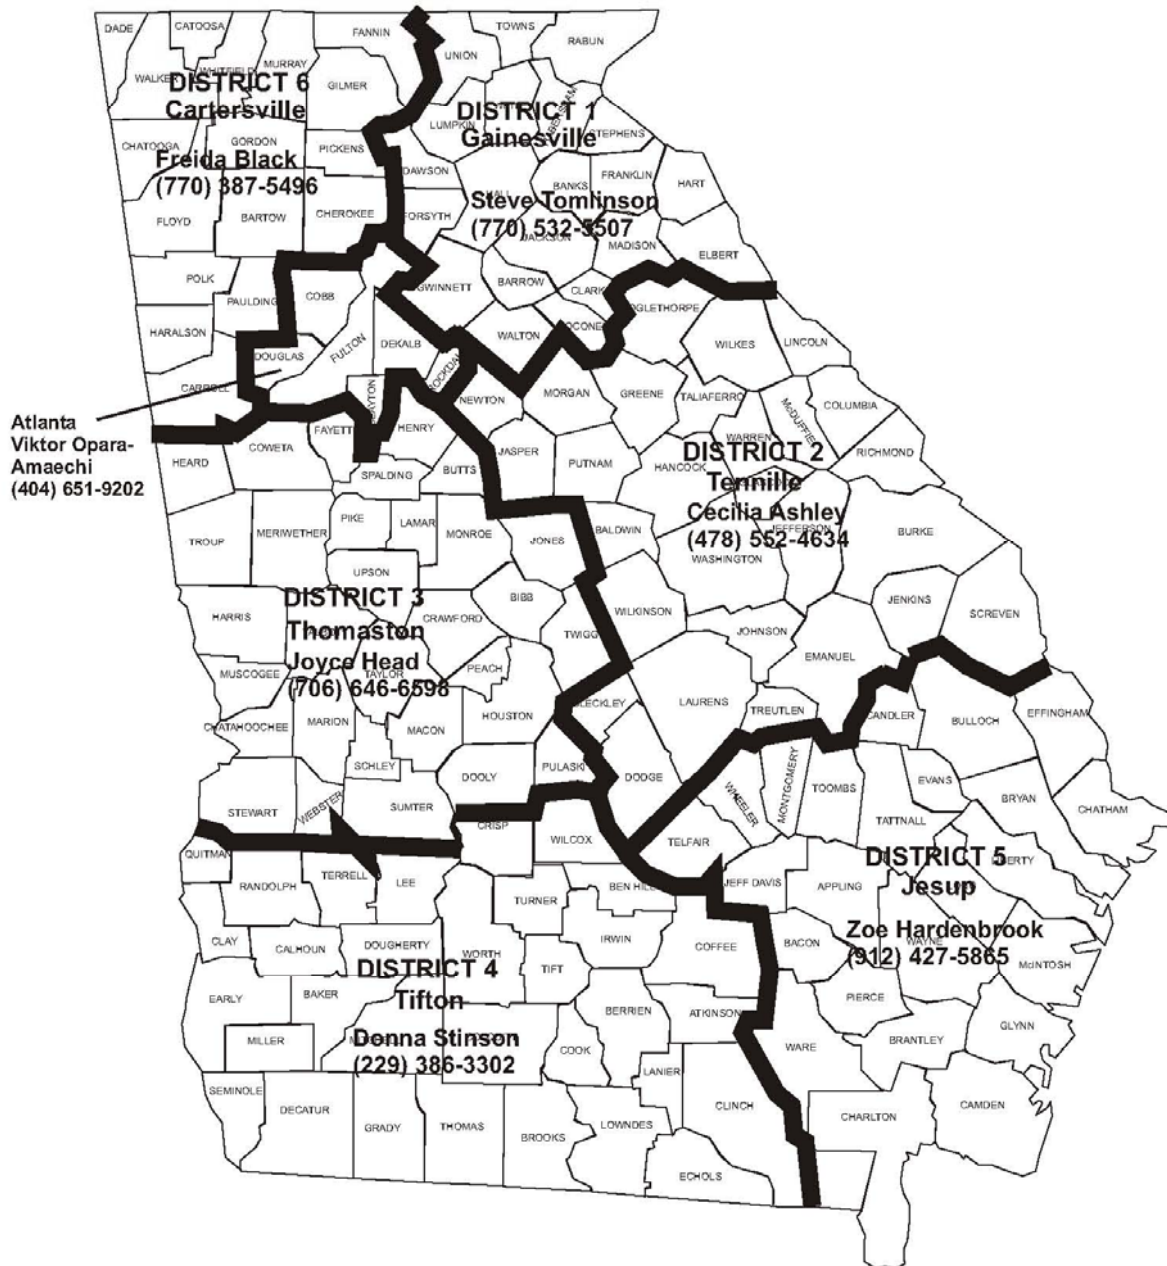 DADE
CATOOSA
WALKER
WHITFIELD
MURRAY
FANNIN
GILMER
UNION
TOWNS
RABUN
DISTRICT 6
Cartersville
Freida Black
(770) 387-5496
CHATOOGA
GORDON
PICKENS
FLOYD
BARTOW
CHEROKEE
DISTRICT 1
Gainesville
Steve Tomlinson
(770) 532-5507
LUMPKIN
STEPHENS
DAWSON
BANKS
FRANKLIN
HART
FORSYTH
JACKSON
MADISON
ELBERT
POLK
PAULDING
COBB
GWINNETT
BARROW
CLARK
HARALSON
DOUGLAS
FULTON
DEKALB
WALTON
OGLETHORPE
WILKES
LINCOLN
CARROLL
NEWTON
MORGAN
GREENE
TALIAFERRO
McDUFFIE
COLUMBIA
Atlanta
Viktor Opara-
Amaechi
(404) 651-9202
HEARD
COWETA
HENRY
SPALDING
BUTTS
JASPER
PUTNAM
HANCOCK
WARREN
RICHMOND
DISTRICT 2
Tennille
Cecilia Ashley
(478) 552-4634
TROUP
MERIWETHER
PIKE
LAMAR
MONROE
JONES
BALDWIN
WASHINGTON
JEFFERSON
BURKE
UPSON
HARRIS
DISTRICT 3
Thomaston
Joyce Head
(706) 646-6598
CRAWFORD
BIBB
TWIGG
WILKINSON
JOHNSON
JENKINS
SCREVEN
EMANUEL
MUSCOGEE
TAYLOR
PEACH
CHATAHOOCHEE
MARION
MACON
HOUSTON
LAURENS
TREUTLEN
CANDLER
BULLOCH
EFFINGHAM
SCHLEY
DOOLY
PULASKI
DODGE
WHEELER
MONTGOMERY
TOOMBS
EVANS
BRYAN
CHATHAM
STEWART
WEBSTER
SUMTER
CRISP
WILCOX
TELFAIR
TATTNALL
QUITMAN
RANDOLPH
TERRELL
LEE
TURNER
BEN HILL
JEFF DAVIS
APPLING
DISTRICT 5
Jesup
Zoe Hardenbrook
(912) 427-5865
CLAY
CALHOUN
DOUGHERTY
WORTH
TIFT
IRWIN
COFFEE
BACON
WAYNE
McINTOSH
DISTRICT 4
Tifton
Donna Stinson
(229) 386-3302
EARLY
BAKER
BERRIEN
ATKINSON
PIERCE
MILLER
COOK
LANIER
WARE
BRANTLEY
GLYNN
SEMINOLE
DECATUR
GRADY
THOMAS
BROOKS
LOWNDES
CLINCH
ECHOLS
CHARLTON
CAMDEN